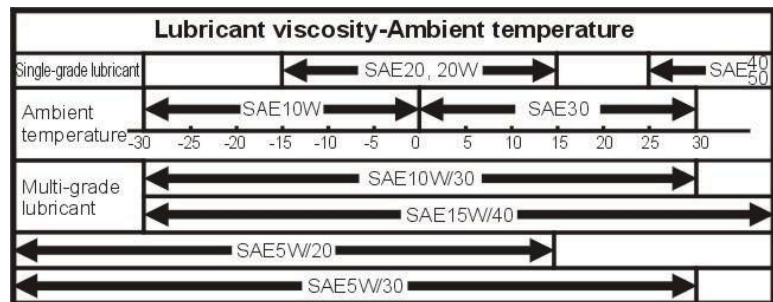 Lubricant viscosity-Ambient temperature
Single-grade lubricant SAE20, 20W SAE40 50
Ambient temperature SAE10W SAE30
-30 -25 -20 -15 -10 -5 0 5 10 15 20 25 30
Multi-grade lubricant SAE10W/30
SAE15W/40
SAE5W/20
SAE5W/30